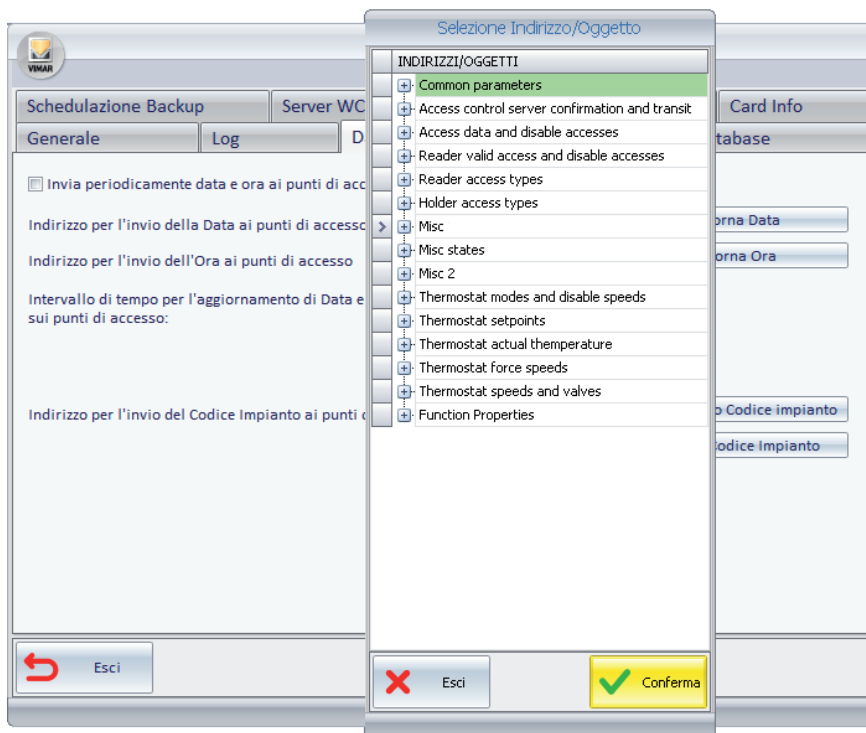 Selezione Indirizzo/Oggetto
VIMAR
INDIRIZZI/OGGETTI
Common parameters
Access control server confirmation and transit
Access data and disable accesses
Reader valid access and disable accesses
Reader access types
Holder access types
Misc
Misc states
Misc 2
Thermostat modes and disable speeds
Thermostat setpoints
Thermostat actual themperature
Thermostat force speeds
Thermostat speeds and valves
Function Properties
Esci
Conferma
Schedulazione Backup
Server WC
Card Info
Generale
Log
D
tabase
Invia periodicamente data e ora ai punti di acc
Indirizzo per l'invio della Data ai punti di accesso
orna Data
Indirizzo per l'invio dell'Ora ai punti di accesso
orna Ora
Intervallo di tempo per l'aggiornamento di Data e
sui punti di accesso:
Indirizzo per l'invio del Codice Impianto ai punti
o Codice impianto
Codice Impianto
Esci